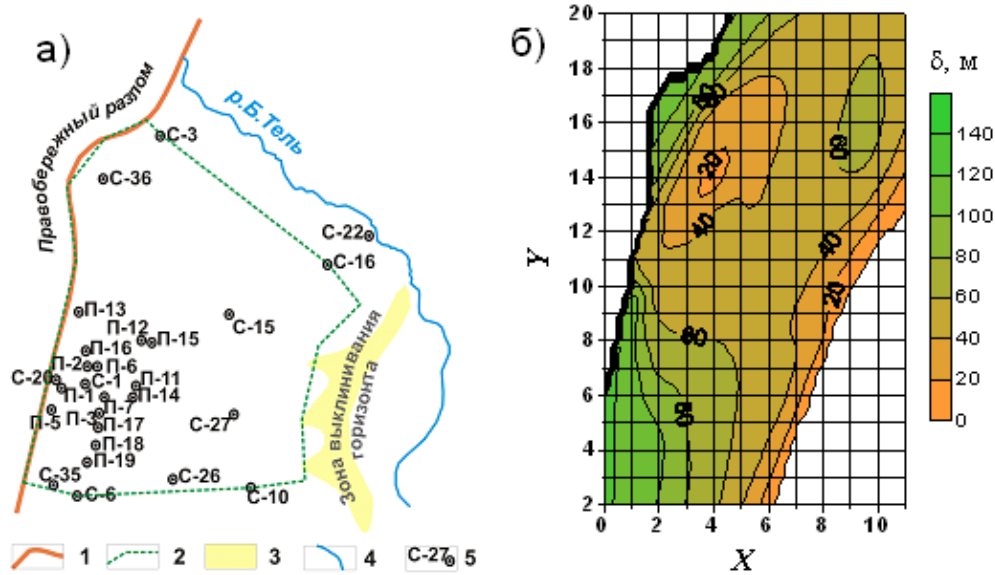 а)
Правобережный разлом
р.Б.Тель
С-3
С-36
С-22
С-16
П-13
С-15
П-12
П-15
П-16
П-2
П-6
С-20
С-1
П-11
П-1
П-14
П-7
П-5
П-3
П-17
С-27
П-18
П-19
С-35
С-26
С-6
С-10
Зона выклинивания
горизонта
1
2
3
4
С-27
5
б)
Y
20
18
16
14
12
10
8
6
4
2
0
2
4
6
8
10
X
80
60
20
40
60
40
20
60
60
δ, м
140
120
100
80
60
40
20
0